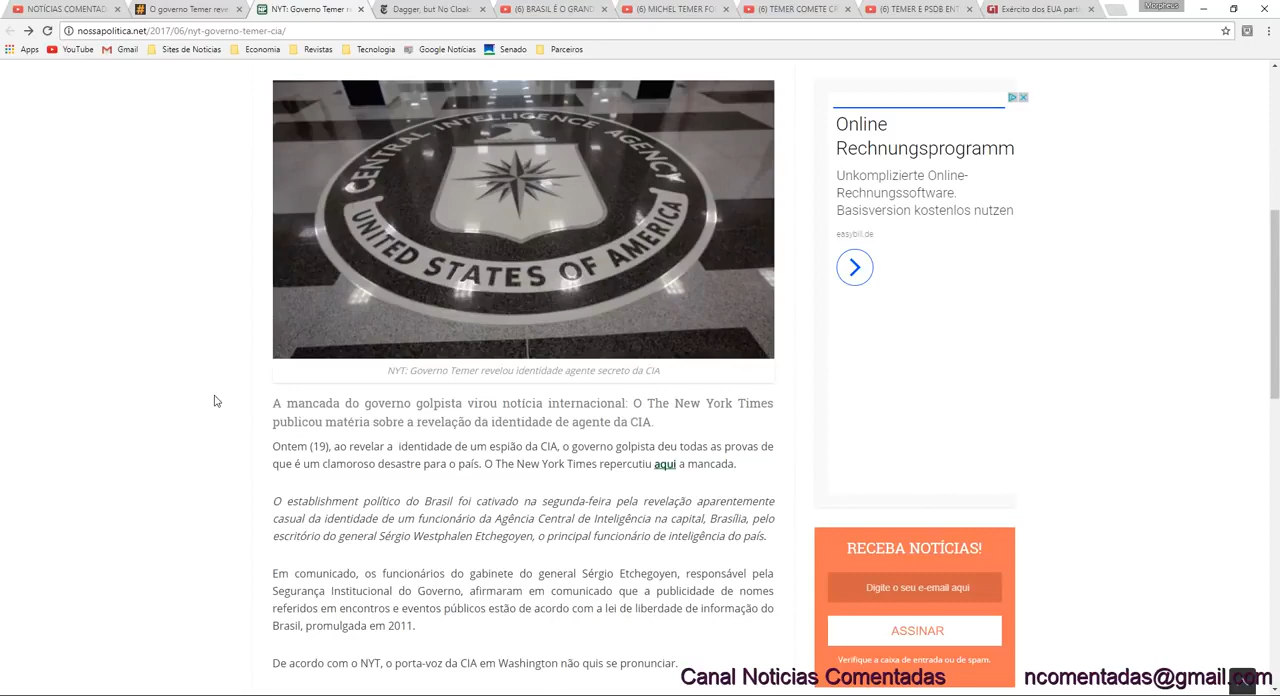 NOTÍCIAS COMENTAD
O governo Temer reve
NYT: Governo Temer r
Dagger, but No Cloak
(6) BRASIL É O GRAND
(6) MICHEL TEMER FO
(6) TEMER COMETE CR
(6) TEMER E PSDB ENT
Exército dos EUA parti
Morpheus
nossapolitica.net/2017/06/nyt-governo-temer-cia/
Apps YouTube Gmail Sites de Noticias Economia Revistas Tecnologia Google Notícias Senado Parceiros
CENTRAL INTELLIGENCE AGENCY
UNITED STATES OF AMERICA
NYT: Governo Temer revelou identidade agente secreto da CIA
A mancada do governo golpista virou notícia internacional: O The New York Times
publicou matéria sobre a revelação da identidade de agente da CIA.
Ontem (19), ao revelar a identidade de um espião da CIA, o governo golpista deu todas as provas de
que é um clamoroso desastre para o país. O The New York Times repercutiu aqui a mancada.
O establishment político do Brasil foi cativado na segunda-feira pela revelação aparentemente
casual da identidade de um funcionário da Agência Central de Inteligência na capital, Brasília, pelo
escritório do general Sérgio Westphalen Etchegoyen, o principal funcionário de inteligência do país.
Em comunicado, os funcionários do gabinete do general Sérgio Etchegoyen, responsável pela
Segurança Institucional do Governo, afirmaram em comunicado que a publicidade de nomes
referidos em encontros e eventos públicos estão de acordo com a lei de liberdade de informação do
Brasil, promulgada em 2011.
De acordo com o NYT, o porta-voz da CIA em Washington não quis se pronunciar.
Online
Rechnungsprogramm
Unkomplizierte Online-
Rechnungssoftware.
Basisversion kostenlos nutzen
easybill.de
RECEBA NOTÍCIAS!
Digite o seu e-mail aqui
ASSINAR
Verifique a caixa de entrada ou de spam.
Canal Noticias Comentadas
ncomentadas@gmail.com